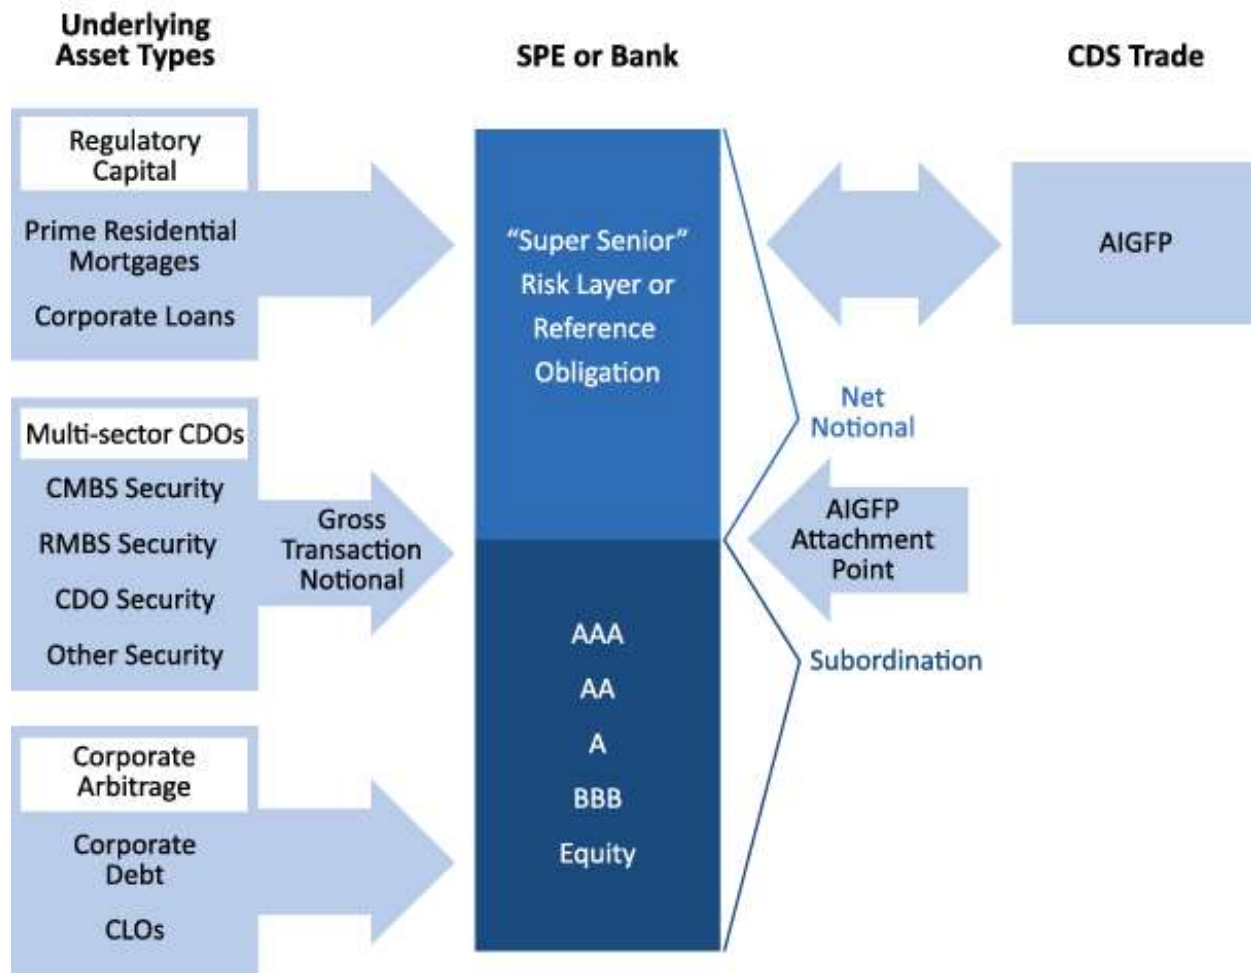 Underlying
Asset Types
SPE or Bank
CDS Trade
Regulatory
Capital
Prime Residential
Mortgages
Corporate Loans
Multi-sector CDOs
CMBS Security
RMBS Security
CDO Security
Other Security
Gross
Transaction
Notional
Corporate
Arbitrage
Corporate
Debt
CLOs
“Super Senior”
Risk Layer or
Reference
Obligation
AAA
AA
A
BBB
Equity
Net
Notional
AIGFP
Attachment
Point
Subordination
AIGFP